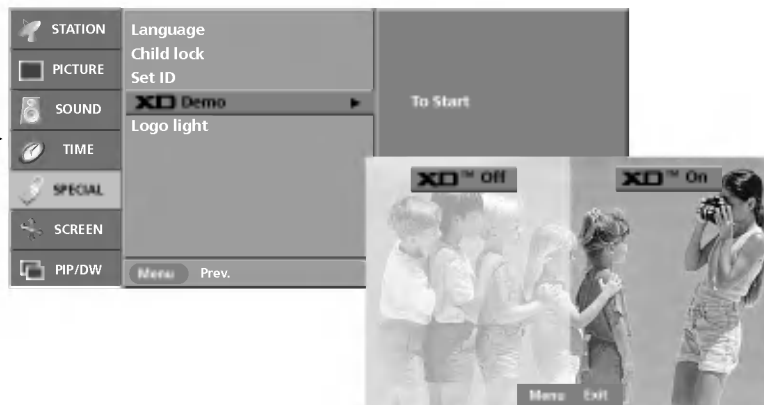 STATION
PICTURE
SOUND
TIME
SPECIAL
SCREEN
PIP/DW
Language
Child lock
Set ID
XD Demo ►
Logo light
Menu Prev.
To Start
XD™ Off
XD™ On
Menu Exit